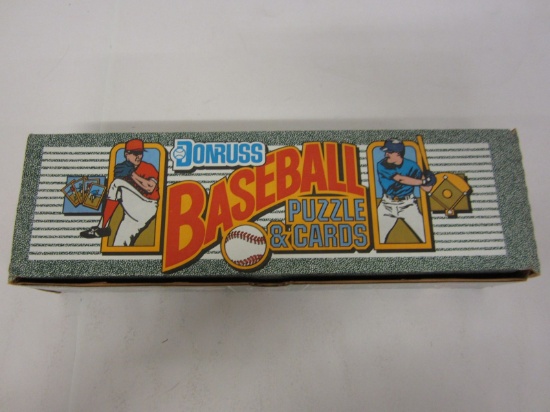 DONRUSS
BASEBALL
PUZZLE
& CARDS